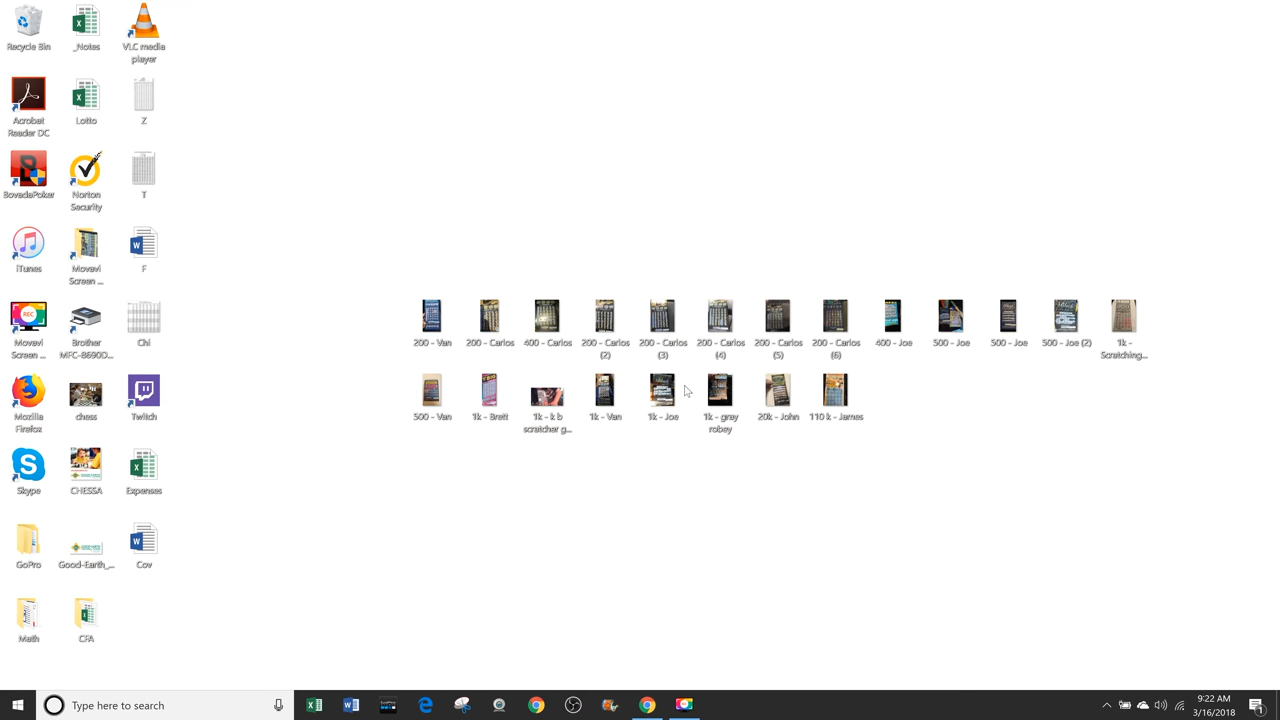 Recycle Bin
_Notes
VLC media
player
Acrobat
Reader DC
Lotto
Z
BovadaPoker
Norton
Security
T
iTunes
Movavi
Screen ...
F
REC
Movavi
Screen ...
Brother
MFC-8690D...
Chi
Mozilla
Firefox
chess
Twitch
Skype
CHESSA
Expenses
GoPro
Good-Earth_...
Cov
Math
CFA
200 - Van
200 - Carlos
400 - Carlos
200 - Carlos
(2)
200 - Carlos
(3)
200 - Carlos
(4)
200 - Carlos
(5)
200 - Carlos
(6)
400 - Joe
500 - Joe
500 - Joe
500 - Joe (2)
1k -
Scratching...
500 - Van
1k - Brett
1k - k b
scratcher g...
1k - Van
1k - Joe
1k - gray
robey
20k - John
110 k - James
Type here to search
9:22 AM
3/16/2018